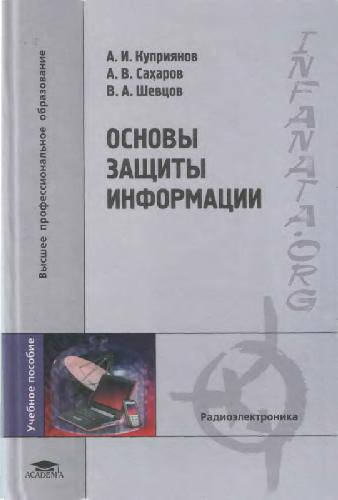 А. И. Куприянов
А. В. Сахаров
В. А. Шевцов
ОСНОВЫ
ЗАЩИТЫ
ИНФОРМАЦИИ
Высшее профессиональное образование
Учебное пособие
Радиоэлектроника
ACADEMA
INFANATA.ORG